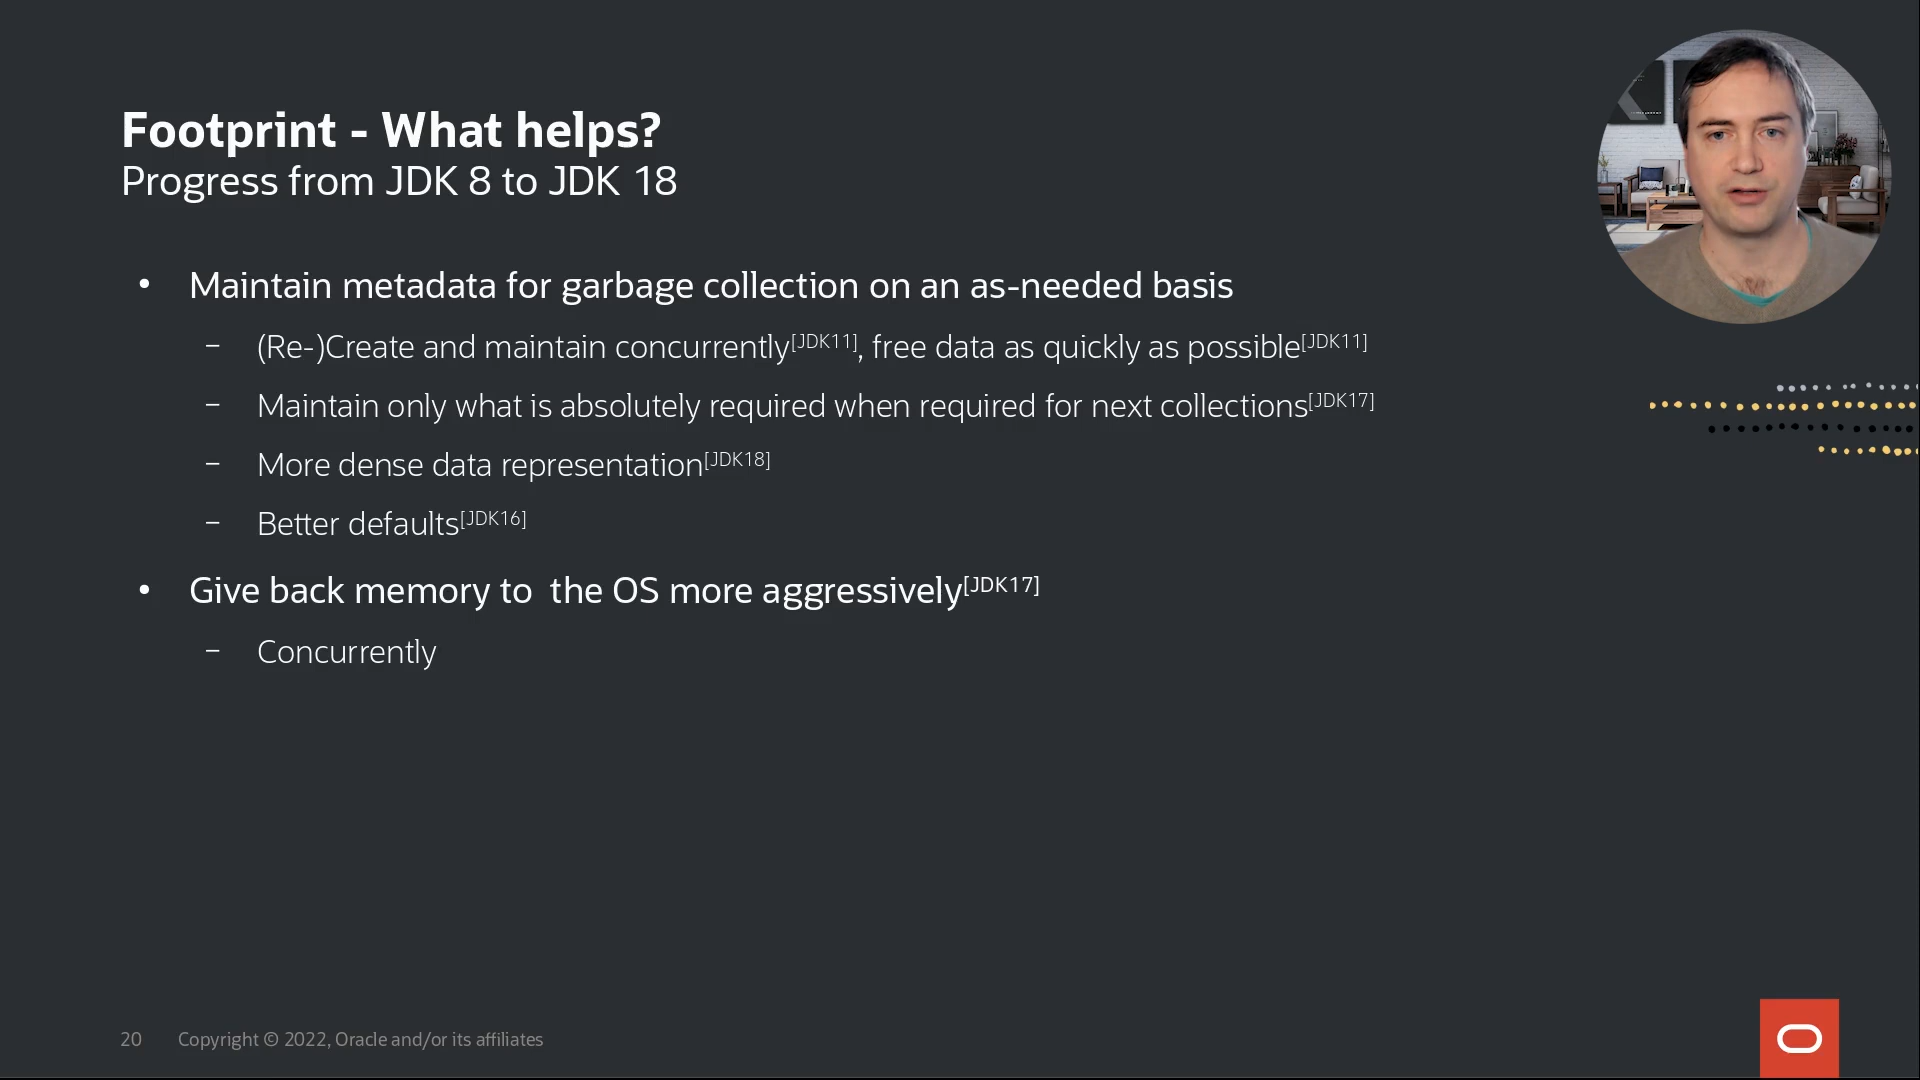 Footprint - What helps?
Progress from JDK 8 to JDK 18
• Maintain metadata for garbage collection on an as-needed basis
– (Re-)Create and maintain concurrently[JDK11], free data as quickly as possible[JDK11]
– Maintain only what is absolutely required when required for next collections[JDK17]
– More dense data representation[JDK18]
– Better defaults[JDK16]
• Give back memory to the OS more aggressively[JDK17]
– Concurrently
20 Copyright © 2022, Oracle and/or its affiliates